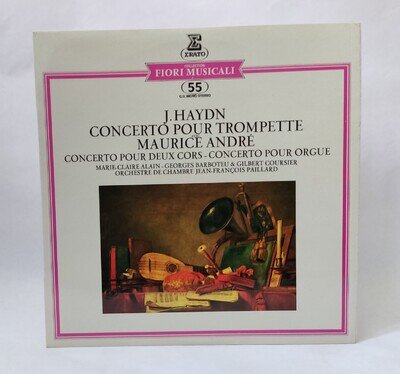 ERATO
COLLECTION
FIORI MUSICALI
55
J. HAYDN
CONCERTO POUR TROMPETTE
MAURICE ANDRÉ
CONCERTO POUR DEUX CORS - CONCERTO POUR ORGUE
MARIE-CLAIRE ALAIN - GEORGES BARBOTEU & GILBERT COURSIER
ORCHESTRE DE CHAMBRE JEAN-FRANÇOIS PAILLARD